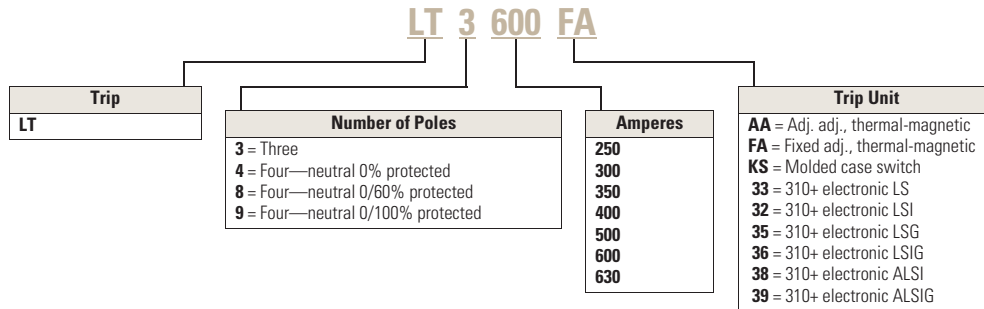 LT 3 600 FA
Trip
LT
Number of Poles
3 = Three
4 = Four—neutral 0% protected
8 = Four—neutral 0/60% protected
9 = Four—neutral 0/100% protected
Amperes
250
300
350
400
500
600
630
Trip Unit
AA = Adj. adj., thermal-magnetic
FA = Fixed adj., thermal-magnetic
KS = Molded case switch
33 = 310+ electronic LS
32 = 310+ electronic LSI
35 = 310+ electronic LSG
36 = 310+ electronic LSIG
38 = 310+ electronic ALSI
39 = 310+ electronic ALSIG